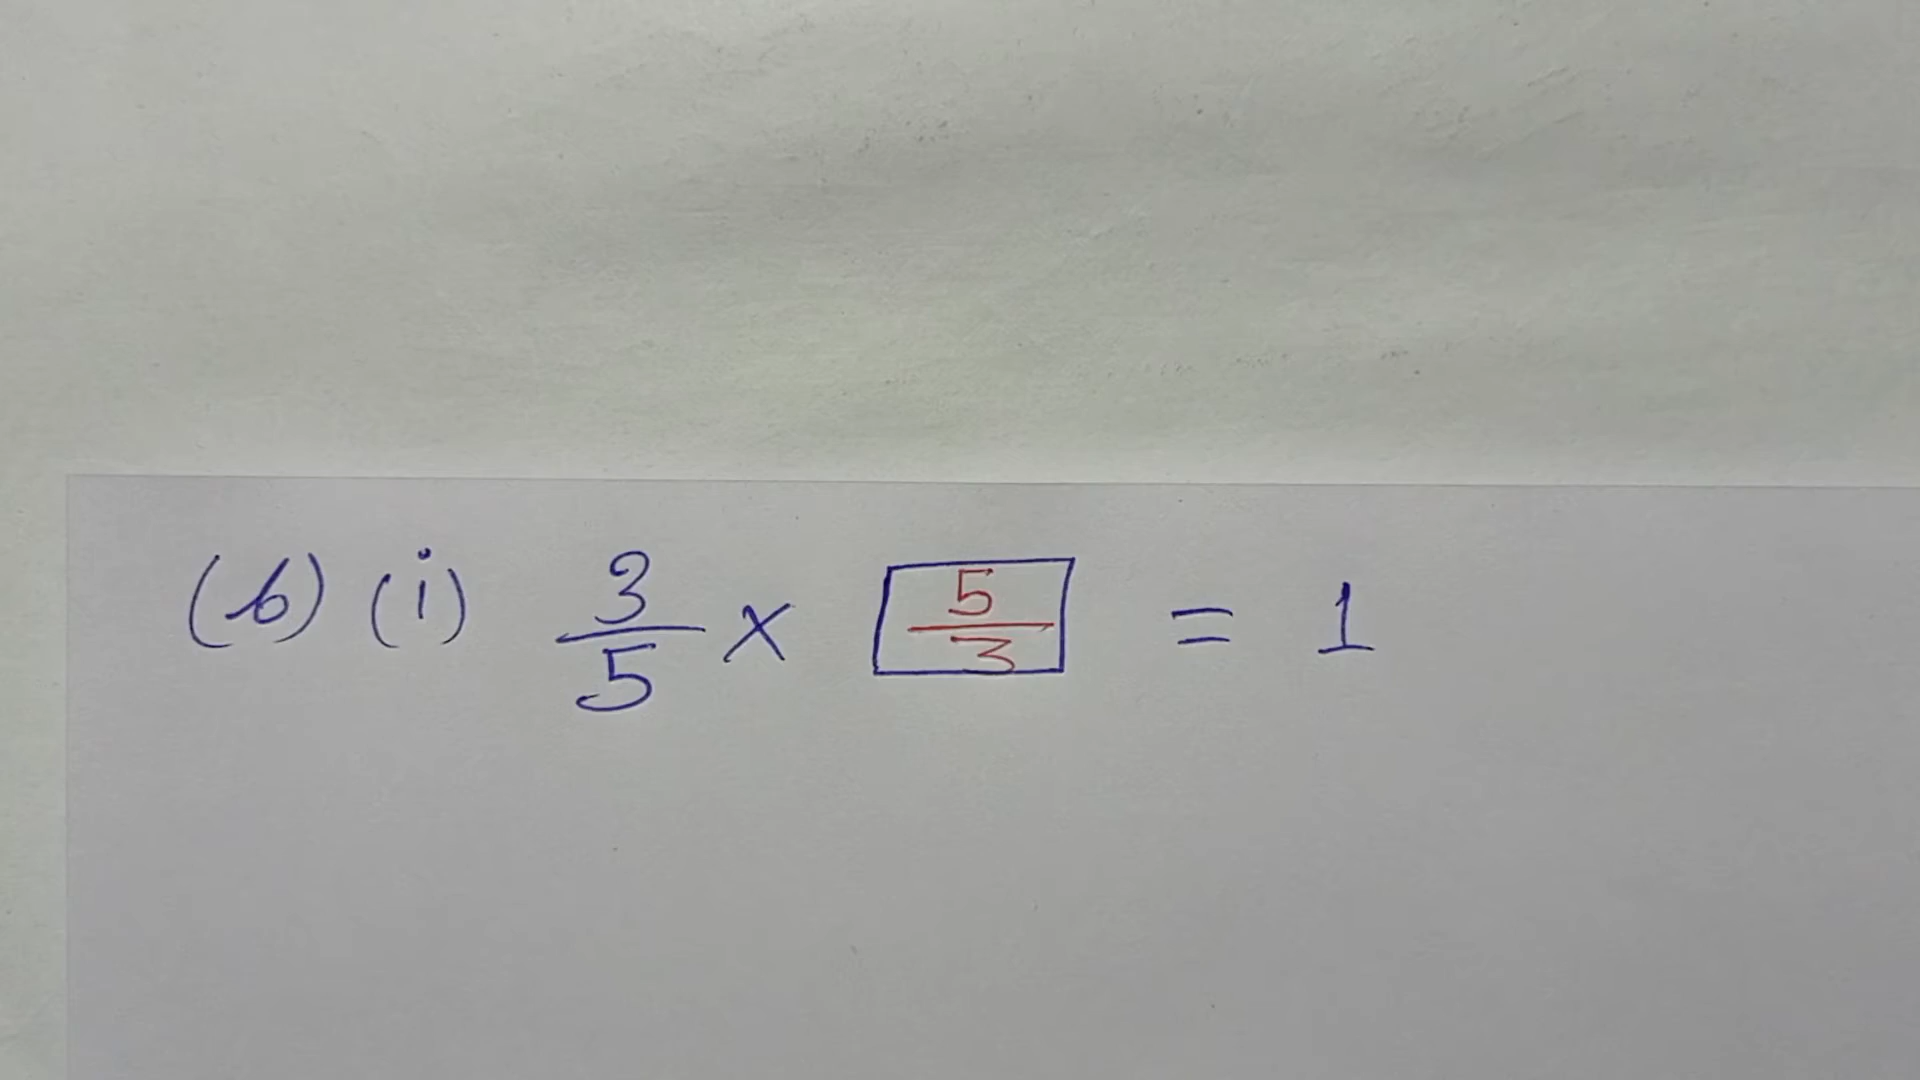 (b) (i) 3/5 × 5/3 = 1